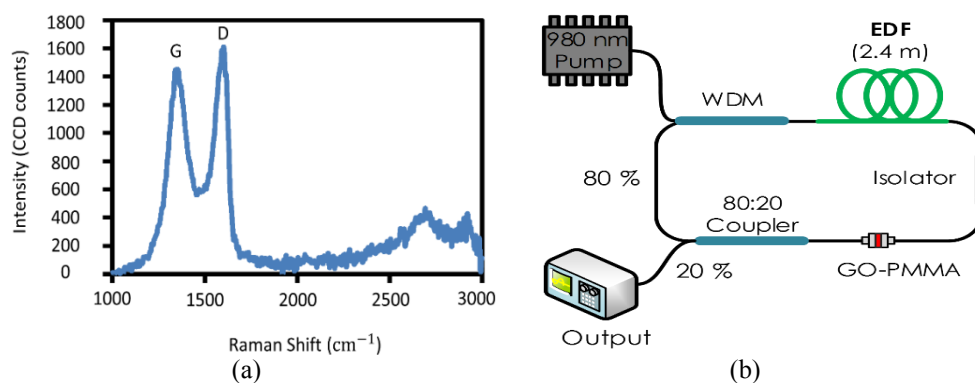 1800
1600
1400
1200
1000
800
600
400
200
0
Intensity (CCD counts)
G
D
1000
1500
2000
2500
3000
Raman Shift (cm⁻¹)
(a)
980 nm
Pump
EDF
(2.4 m)
WDM
80 %
Isolator
80:20
Coupler
20 %
GO-PMMA
Output
(b)